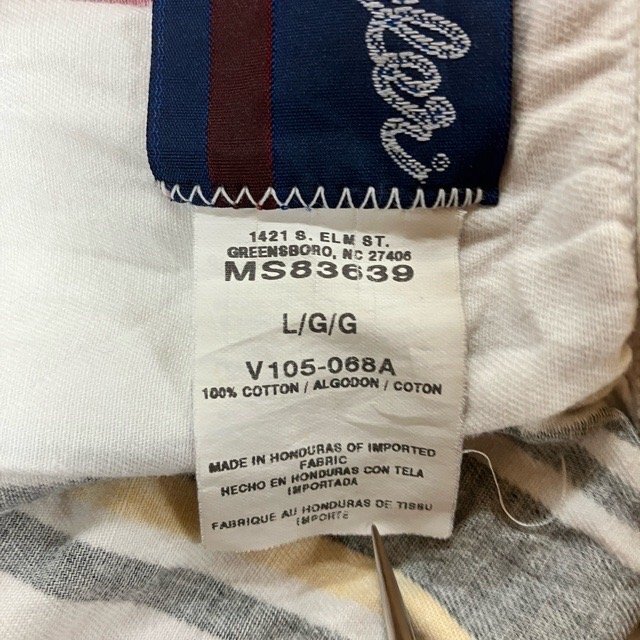 1421 S. ELM ST.
GREENSBORO, NC 27406
MS83639
L/G/G
V105-068A
100% COTTON / ALGODON / COTON
MADE IN HONDURAS OF IMPORTED
FABRIC
HECHO EN HONDURAS CON TELA
IMPORTADA
FABRIQUE AU HONDURAS DE TISSU
IMPORTE